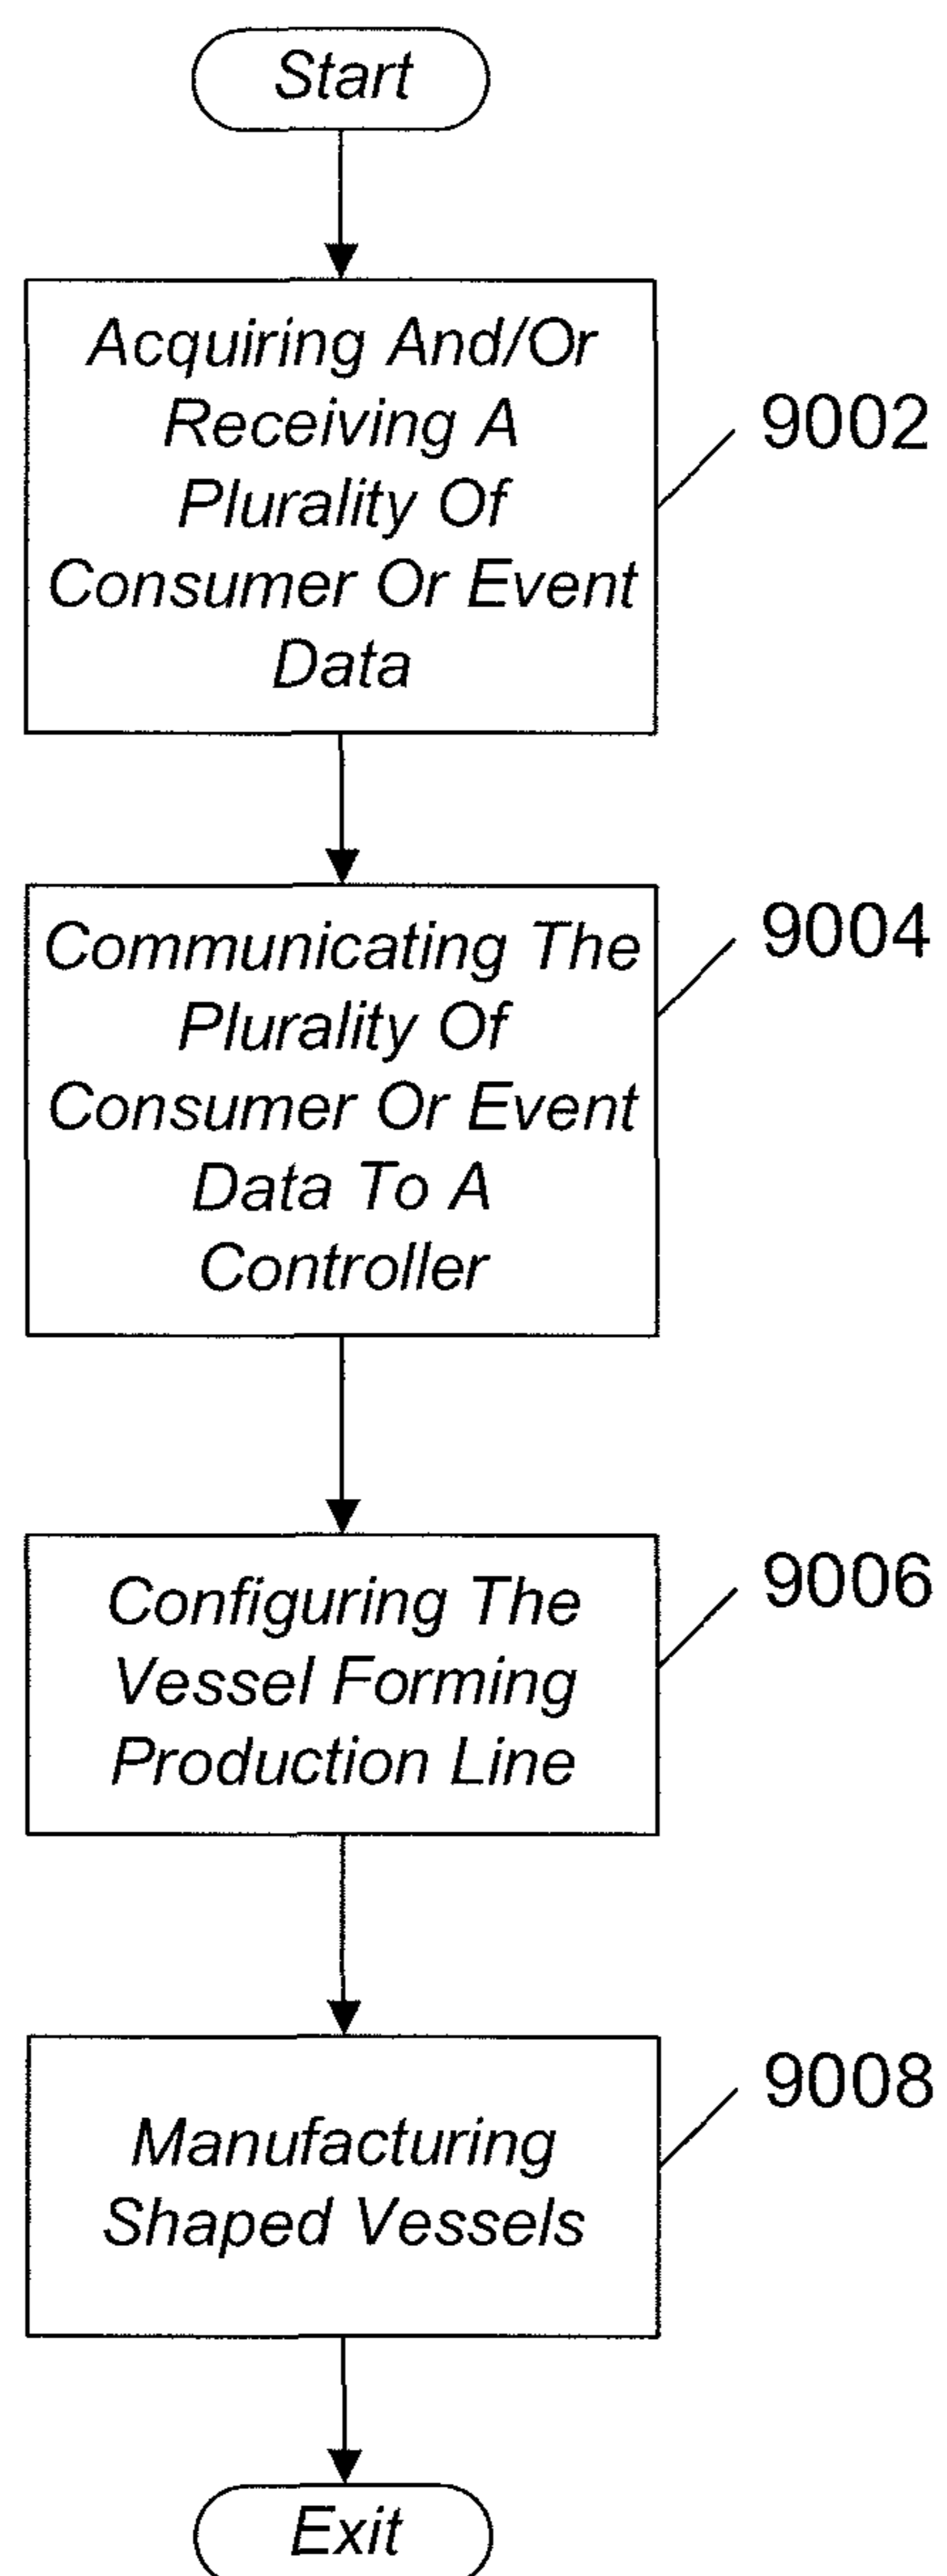 Start
Acquiring And/Or
Receiving A
Plurality Of
Consumer Or Event
Data
9002
Communicating The
Plurality Of
Consumer Or Event
Data To A
Controller
9004
Configuring The
Vessel Forming
Production Line
9006
Manufacturing
Shaped Vessels
9008
Exit